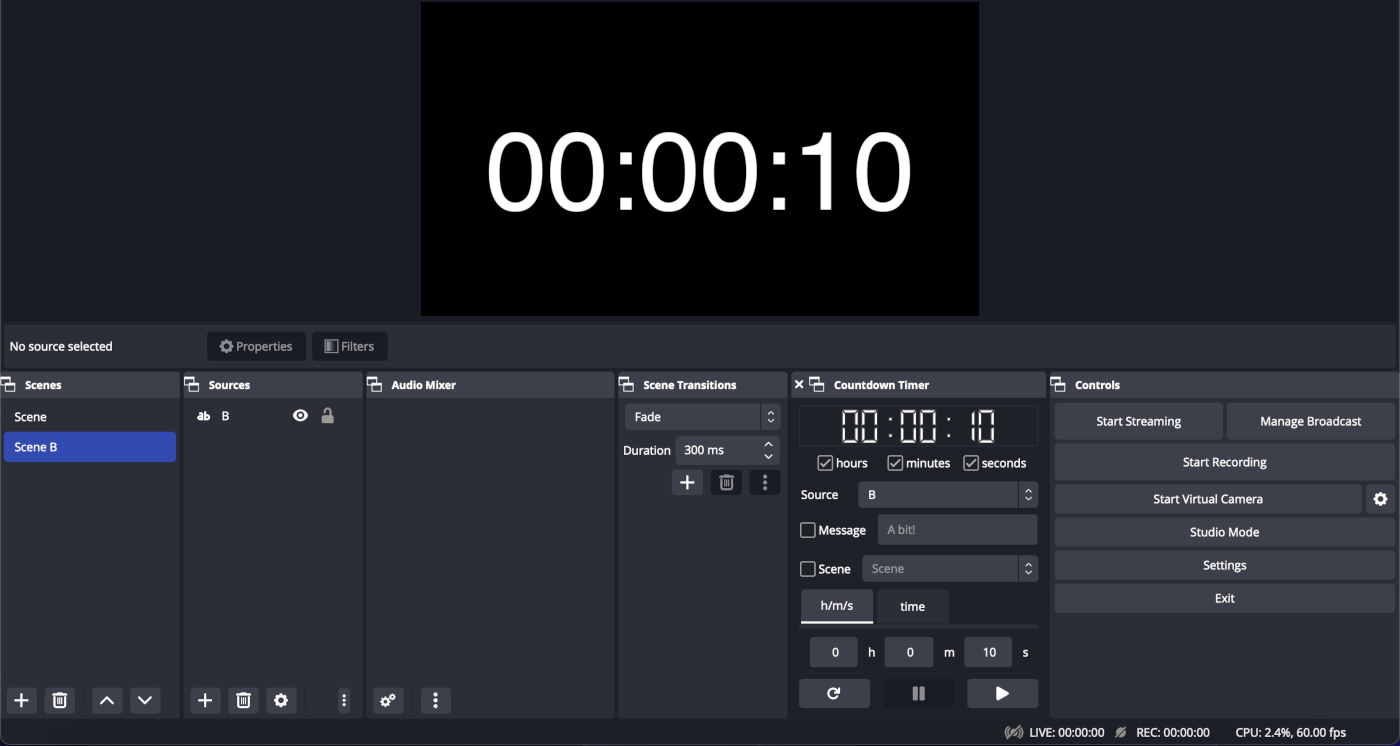 00:00:10
No source selected
Properties
Filters
Scenes
Sources
Audio Mixer
Scene Transitions
Countdown Timer
Controls
Scene
Scene B
ab B
Fade
Duration 300 ms
00:00:10
hours minutes seconds
Source B
Message A bit!
Scene Scene
h/m/s time
0 h 0 m 10 s
Start Streaming
Manage Broadcast
Start Recording
Start Virtual Camera
Studio Mode
Settings
Exit
LIVE: 00:00:00 REC: 00:00:00 CPU: 2.4%, 60.00 fps